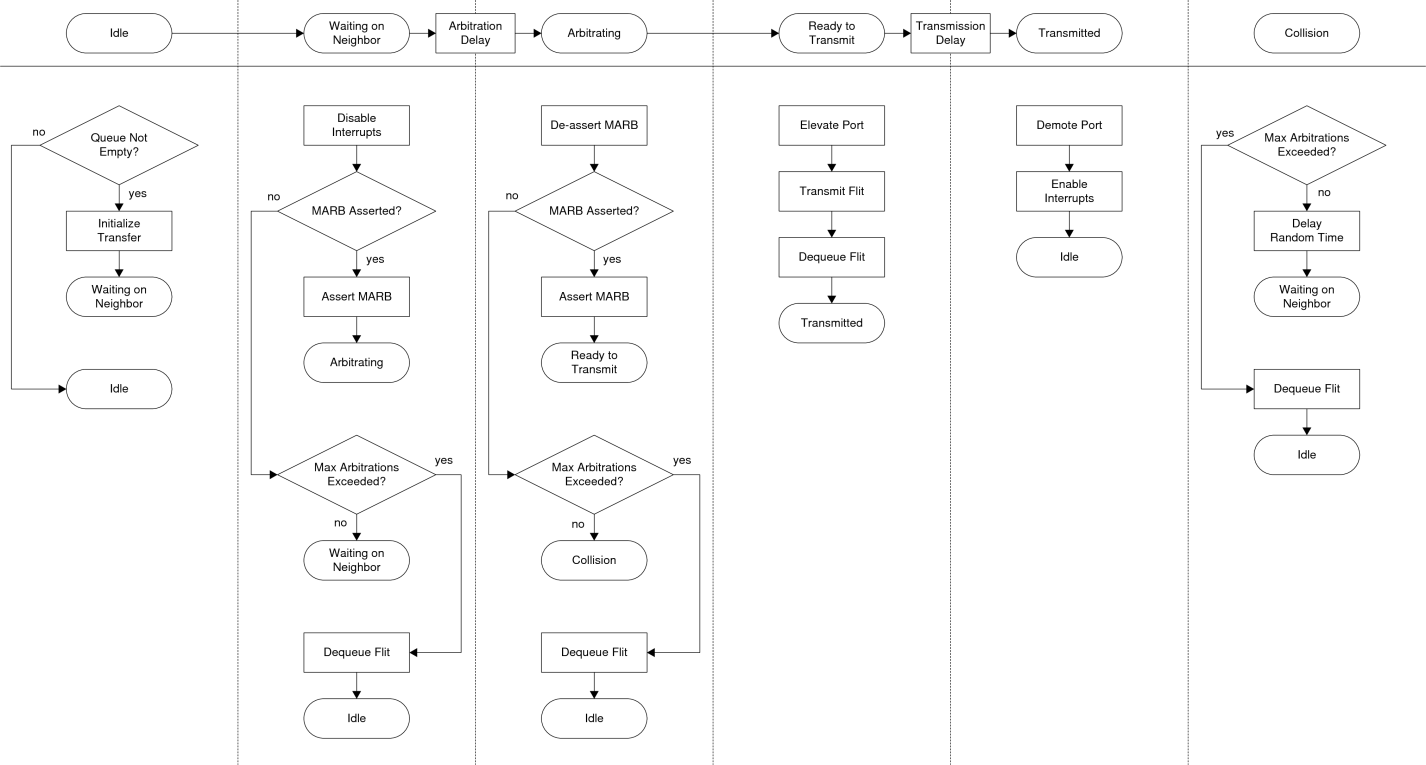 Idle
Waiting on
Neighbor
Arbitration
Delay
Arbitrating
Ready to
Transmit
Transmission
Delay
Transmitted
Collision
no
Queue Not
Empty?
yes
Initialize
Transfer
Waiting on
Neighbor
Idle
Disable
Interrupts
no
MARB Asserted?
yes
Assert MARB
Arbitrating
Max Arbitrations
Exceeded?
yes
no
Waiting on
Neighbor
Dequeue Flit
Idle
De-assert MARB
no
MARB Asserted?
yes
Assert MARB
Ready to
Transmit
Max Arbitrations
Exceeded?
yes
no
Collision
Dequeue Flit
Idle
Elevate Port
Transmit Flit
Dequeue Flit
Transmitted
Demote Port
Enable
Interrupts
Idle
yes
Max Arbitrations
Exceeded?
no
Delay
Random Time
Waiting on
Neighbor
Dequeue Flit
Idle